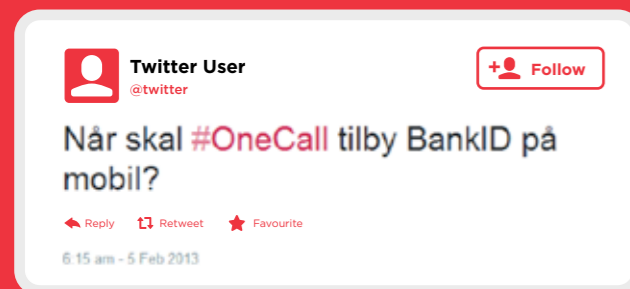 Twitter User
@twitter
Follow
Når skal #OneCall tilby BankID på
mobil?
Reply Retweet Favourite
6:15 am - 5 Feb 2013